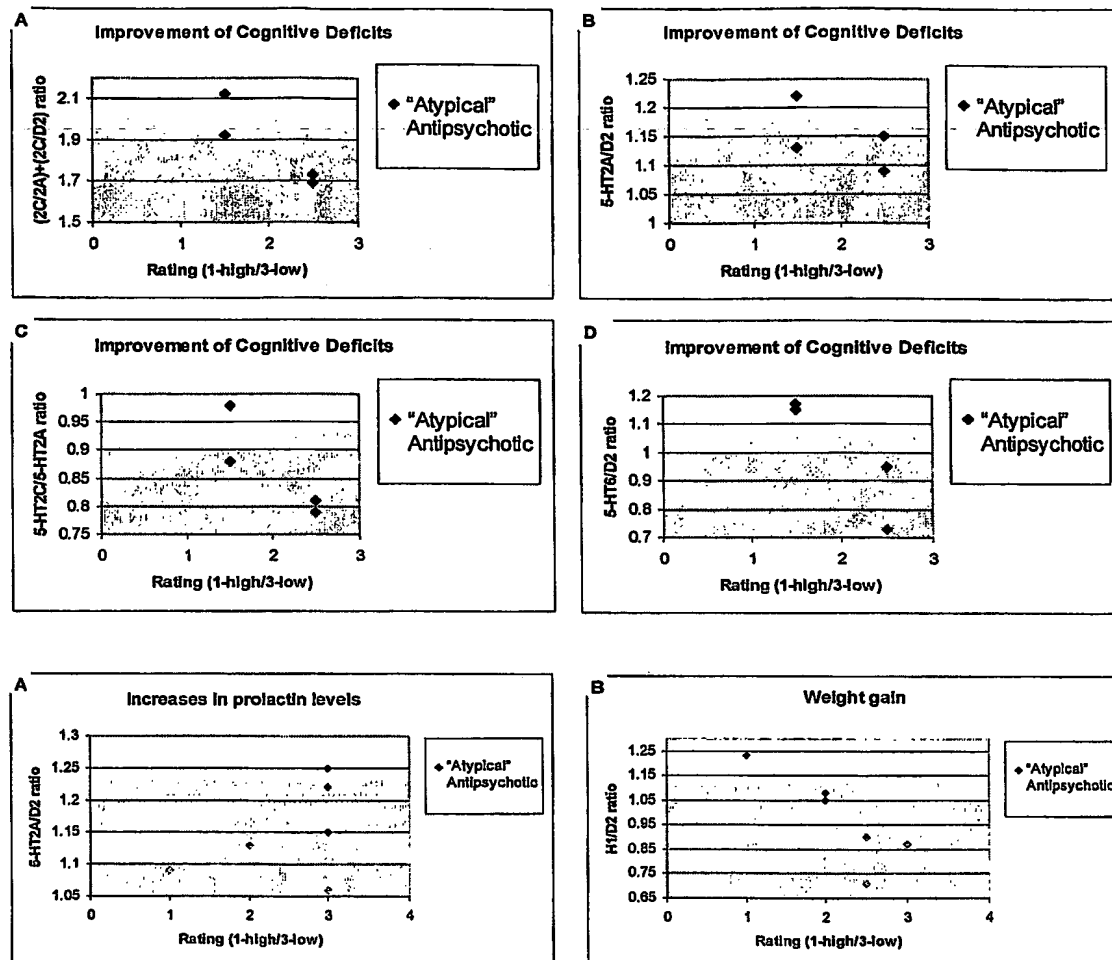 A
Improvement of Cognitive Deficits
(2C/2A)+(2C/D2) ratio
2.1
1.9
1.7
1.5
0 1 2 3
Rating (1-high/3-low)
"Atypical"
Antipsychotic
B
Improvement of Cognitive Deficits
5-HT2A/D2 ratio
1.25
1.2
1.15
1.1
1.05
1
0 1 2 3
Rating (1-high/3-low)
"Atypical"
Antipsychotic
C
Improvement of Cognitive Deficits
5-HT2C/5-HT2A ratio
1
0.95
0.9
0.85
0.8
0.75
0 1 2 3
Rating (1-high/3-low)
"Atypical"
Antipsychotic
D
Improvement of Cognitive Deficits
5-HT6/D2 ratio
1.2
1.1
1
0.9
0.8
0.7
0 1 2 3
Rating (1-high/3-low)
"Atypical"
Antipsychotic
A
Increases in prolactin levels
5-HT2A/D2 ratio
1.3
1.25
1.2
1.15
1.1
1.05
0 1 2 3 4
Rating (1-high/3-low)
"Atypical"
Antipsychotic
B
Weight gain
H1/D2 ratio
1.25
1.15
1.05
0.95
0.85
0.75
0.65
0 1 2 3 4
Rating (1-high/3-low)
"Atypical"
Antipsychotic